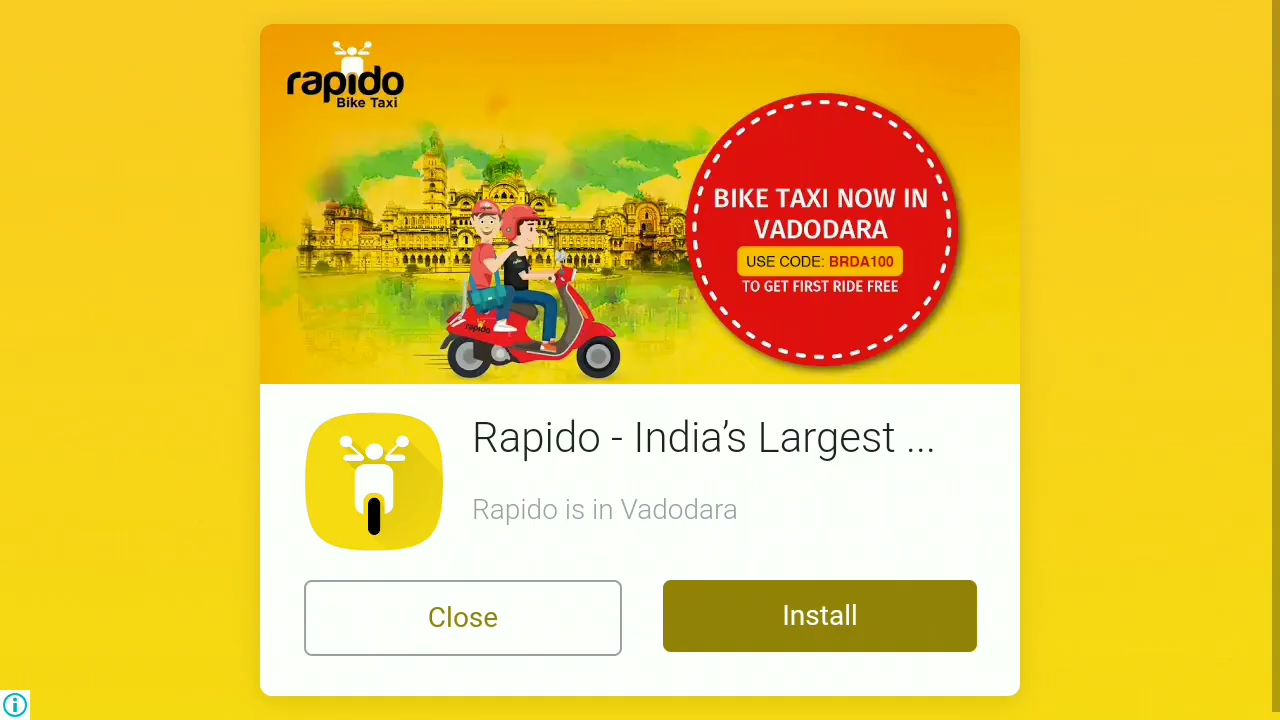 rapido
Bike Taxi
BIKE TAXI NOW IN
VADODARA
USE CODE: BRDA100
TO GET FIRST RIDE FREE
rapido
Rapido - India’s Largest ...
Rapido is in Vadodara
Close
Install